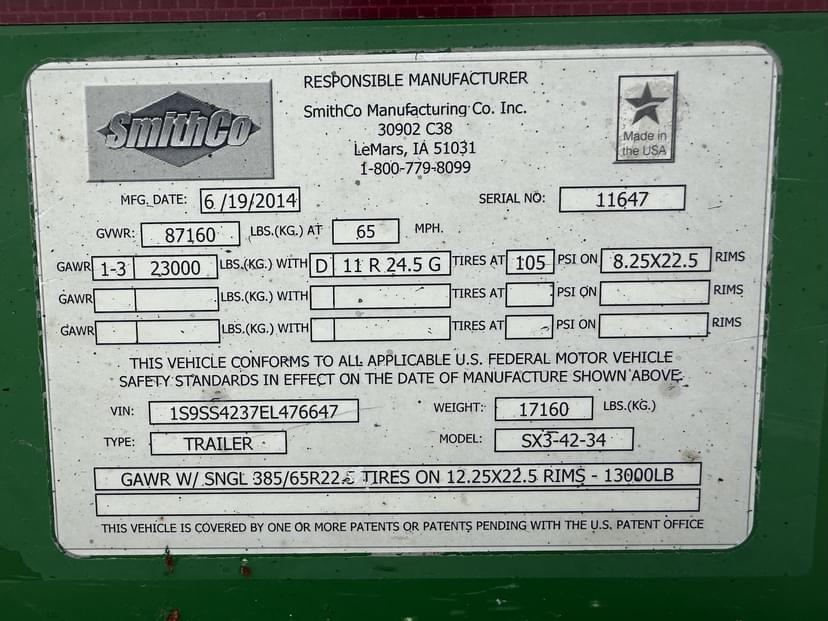 SmithCo
RESPONSIBLE MANUFACTURER
SmithCo Manufacturing Co. Inc.
30902 C38
LeMars, IA 51031
1-800-779-8099
Made in
the USA
MFG. DATE: 6/19/2014 SERIAL NO: 11647
GVWR: 87160 LBS.(KG.) AT 65 MPH.
GAWR 1-3 23000 LBS.(KG.) WITH D 11 R 24.5 G TIRES AT 105 PSI ON 8.25X22.5 RIMS
GAWR LBS.(KG.) WITH TIRES AT PSI ON RIMS
GAWR LBS.(KG.) WITH TIRES AT PSI ON RIMS
THIS VEHICLE CONFORMS TO ALL APPLICABLE U.S. FEDERAL MOTOR VEHICLE
SAFETY STANDARDS IN EFFECT ON THE DATE OF MANUFACTURE SHOWN ABOVE.
VIN: 1S9SS4237EL476647 WEIGHT: 17160 LBS.(KG.)
TYPE: TRAILER MODEL: SX3-42-34
GAWR W/ SNGL 385/65R22.5 TIRES ON 12.25X22.5 RIMS - 13000LB
THIS VEHICLE IS COVERED BY ONE OR MORE PATENTS OR PATENTS PENDING WITH THE U.S. PATENT OFFICE